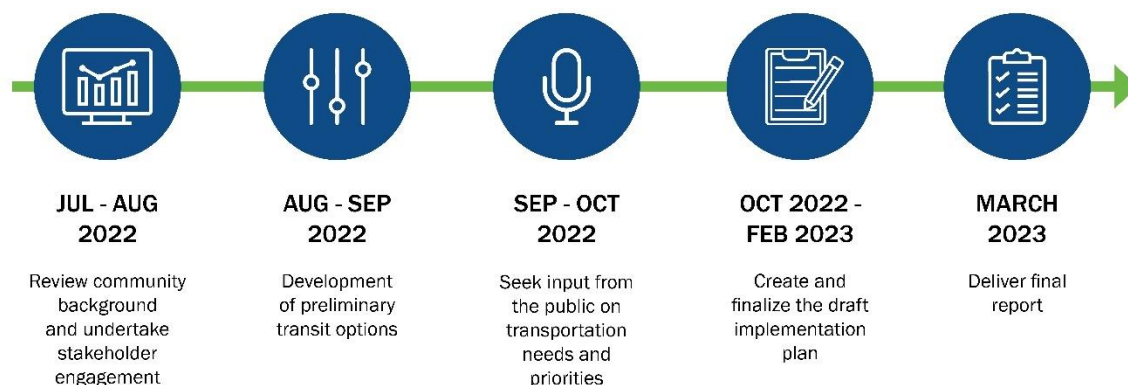 JUL - AUG
2022
Review community
background
and undertake
stakeholder
engagement
AUG - SEP
2022
Development
of preliminary
transit options
SEP - OCT
2022
Seek input from
the public on
transportation
needs and
priorities
OCT 2022 -
FEB 2023
Create and
finalize the draft
implementation
plan
MARCH
2023
Deliver final
report